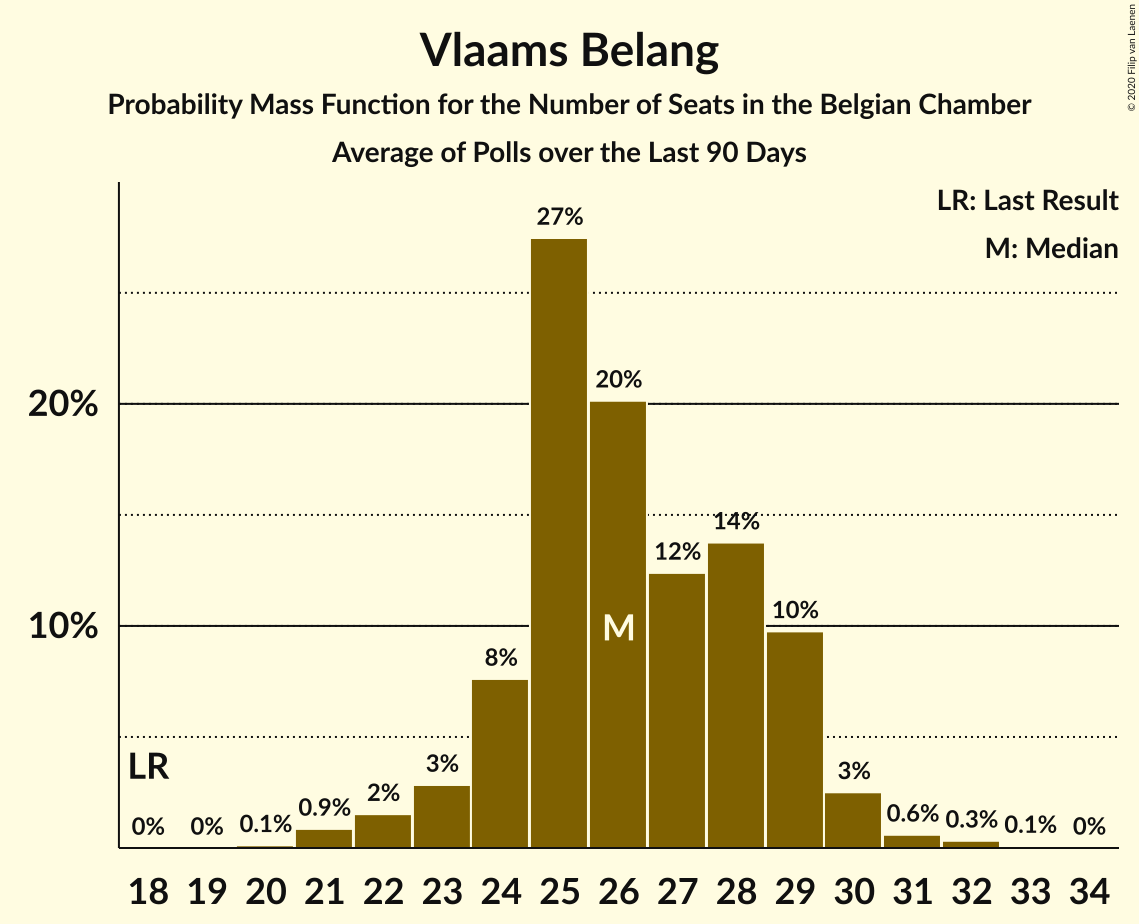 Vlaams Belang
Probability Mass Function for the Number of Seats in the Belgian Chamber
Average of Polls over the Last 90 Days
© 2020 Filip van Laenen
LR: Last Result
M: Median
27%
20%
20%
14%
12%
10%
10%
M
8%
LR
3%
3%
2%
0.9%
0.6%
0.3%
0% 0% 0.1% 0.1% 0%
18 19 20 21 22 23 24 25 26 27 28 29 30 31 32 33 34